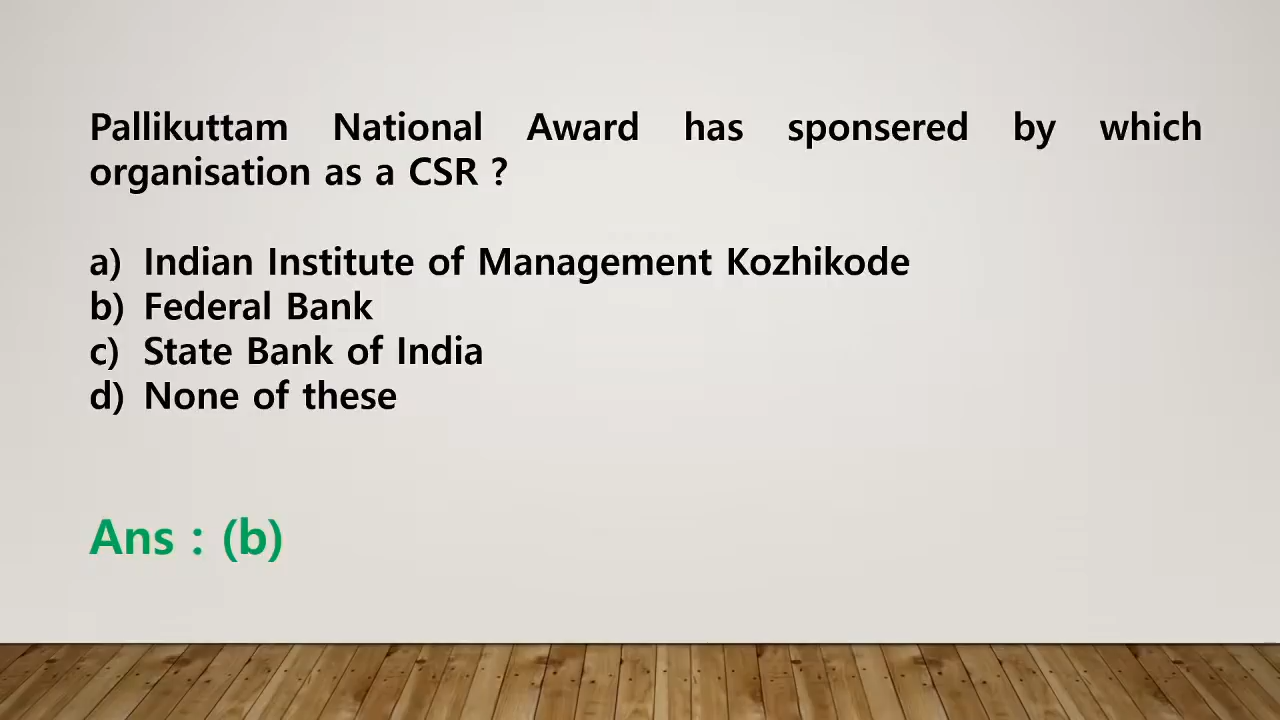 Pallikuttam National Award has sponsered by which
organisation as a CSR ?
a) Indian Institute of Management Kozhikode
b) Federal Bank
c) State Bank of India
d) None of these
Ans : (b)